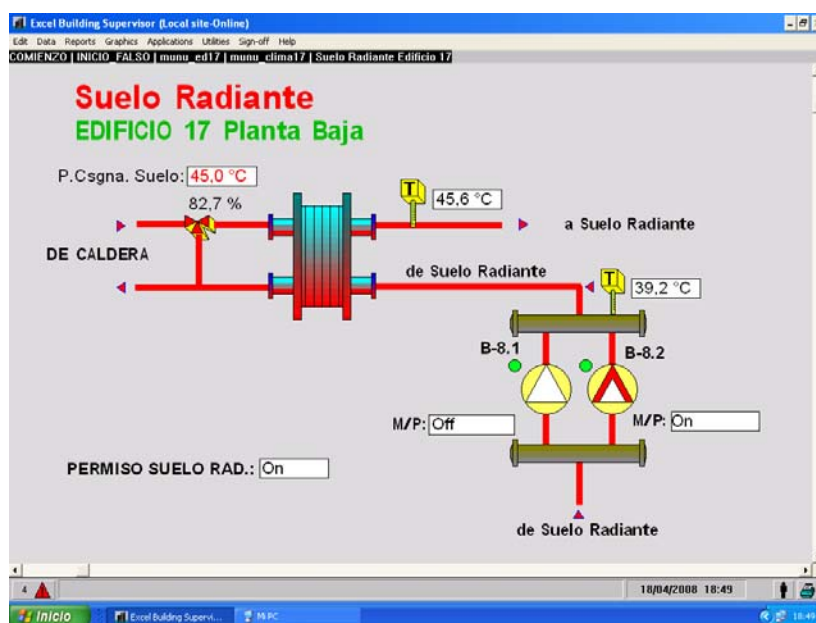 Excel Building Supervisor (Local site-Online)
Edit Data Reports Graphics Applications Utilities Sign-off Help
COMIENZO | INICIO_FALSO | munu_ed17 | munu_clima17 | Suelo Radiante Edificio 17
Suelo Radiante
EDIFICIO 17 Planta Baja
P.Csgna. Suelo: 45,0 °C
82,7 %
T
45,6 °C
a Suelo Radiante
DE CALDERA
de Suelo Radiante
T
39,2 °C
B-8.1
B-8.2
M/P: Off
M/P: On
PERMISO SUELO RAD.: On
de Suelo Radiante
4
18/04/2008 18:49
Inicio
Excel Building Supervi...
Mi PC
18:49